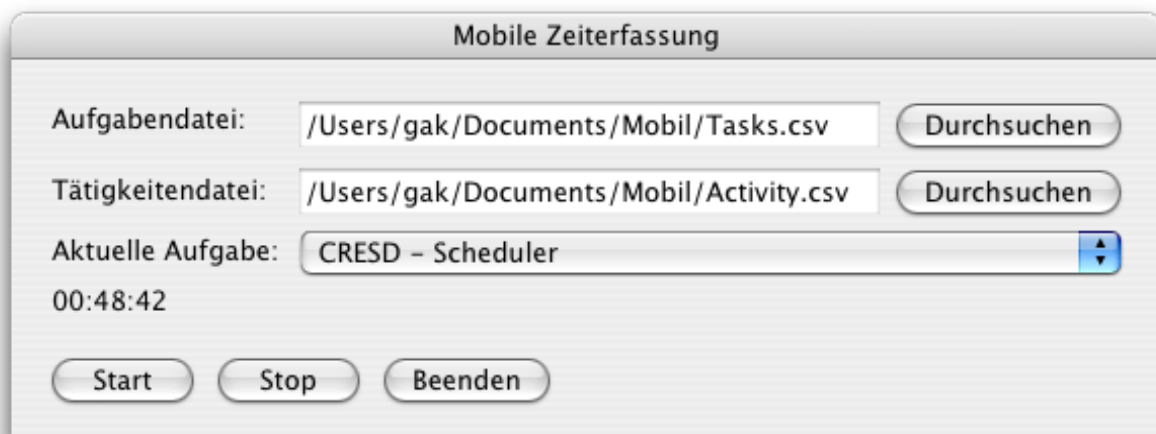 Mobile Zeiterfassung
Aufgabendatei: /Users/gak/Documents/Mobil/Tasks.csv Durchsuchen
Tätigkeitendatei: /Users/gak/Documents/Mobil/Activity.csv Durchsuchen
Aktuelle Aufgabe: CRESD – Scheduler
00:48:42
Start Stop Beenden